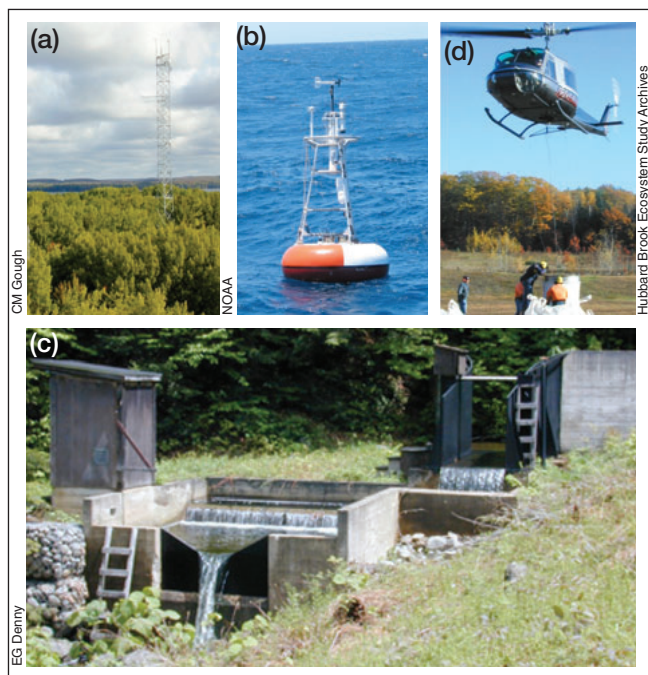 (a)
(b)
(d)
CM Gough
NOAA
Hubbard Brook Ecosystem Study Archives
(c)
EG Denny